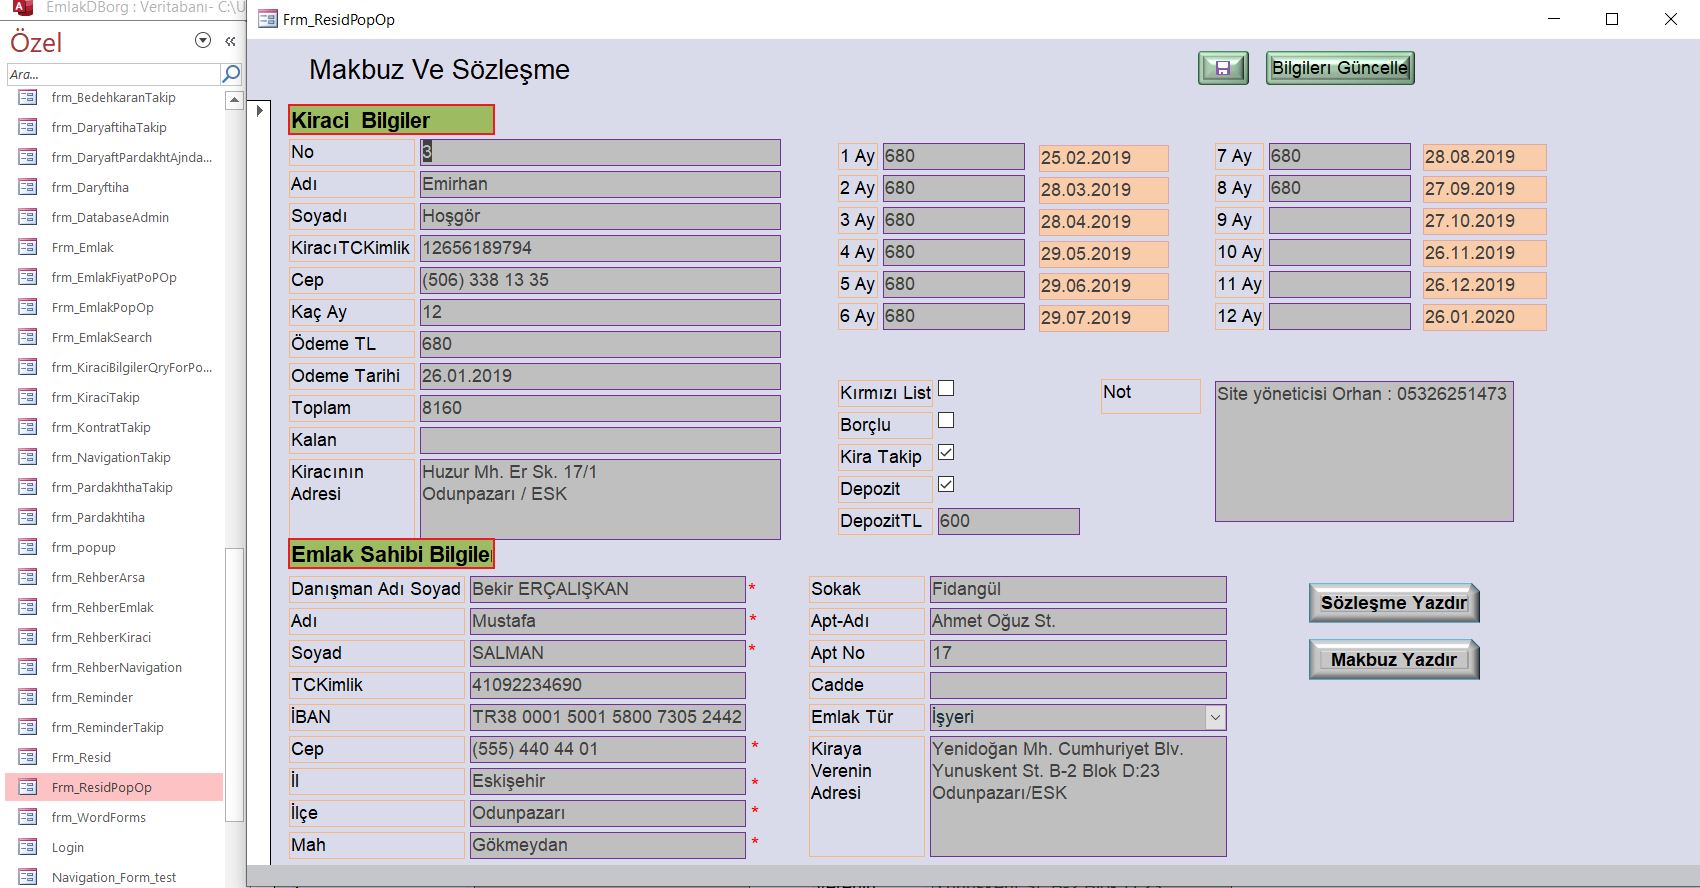 EmlakDBorg : Veritabanı- C:\U
Özel
Ara...
frm_BedehkaranTakip
frm_DaryaftihaTakip
frm_DaryaftPardakhtAjnda...
frm_Daryftiha
frm_DatabaseAdmin
Frm_Emlak
frm_EmlakFiyatPoPOp
Frm_EmlakPopOp
Frm_EmlakSearch
frm_KiraciBilgilerQryForPo...
frm_KiraciTakip
frm_KontratTakip
frm_NavigationTakip
frm_PardakhthaTakip
frm_Pardakhtiha
frm_popup
frm_RehberArsa
frm_RehberEmlak
frm_RehberKiraci
frm_RehberNavigation
frm_Reminder
frm_ReminderTakip
Frm_Resid
Frm_ResidPopOp
frm_WordForms
Login
Navigation_Form_test
Frm_ResidPopOp
Makbuz Ve Sözleşme
Bilgilerı Güncelle
Kiraci Bilgiler
No 3
Adı Emirhan
Soyadı Hoşgör
KiracıTCKimlik 12656189794
Cep (506) 338 13 35
Kaç Ay 12
Ödeme TL 680
Odeme Tarihi 26.01.2019
Toplam 8160
Kalan
Kiracının Huzur Mh. Er Sk. 17/1
Adresi Odunpazarı / ESK
1 Ay 680 25.02.2019
2 Ay 680 28.03.2019
3 Ay 680 28.04.2019
4 Ay 680 29.05.2019
5 Ay 680 29.06.2019
6 Ay 680 29.07.2019
7 Ay 680 28.08.2019
8 Ay 680 27.09.2019
9 Ay 27.10.2019
10 Ay 26.11.2019
11 Ay 26.12.2019
12 Ay 26.01.2020
Kırmızı List
Borçlu
Kira Takip
Depozit
DepozitTL 600
Not Site yöneticisi Orhan : 05326251473
Emlak Sahibi Bilgiler
Danışman Adı Soyad Bekir ERÇALIŞKAN *
Adı Mustafa *
Soyad SALMAN *
TCKimlik 41092234690
İBAN TR38 0001 5001 5800 7305 2442
Cep (555) 440 44 01 *
İl Eskişehir *
İlçe Odunpazarı *
Mah Gökmeydan *
Sokak Fidangül
Apt-Adı Ahmet Oğuz St.
Apt No 17
Cadde
Emlak Tür İşyeri
Kiraya Yenidoğan Mh. Cumhuriyet Blv.
Verenin Yunuskent St. B-2 Blok D:23
Adresi Odunpazarı/ESK
Sözleşme Yazdır
Makbuz Yazdır